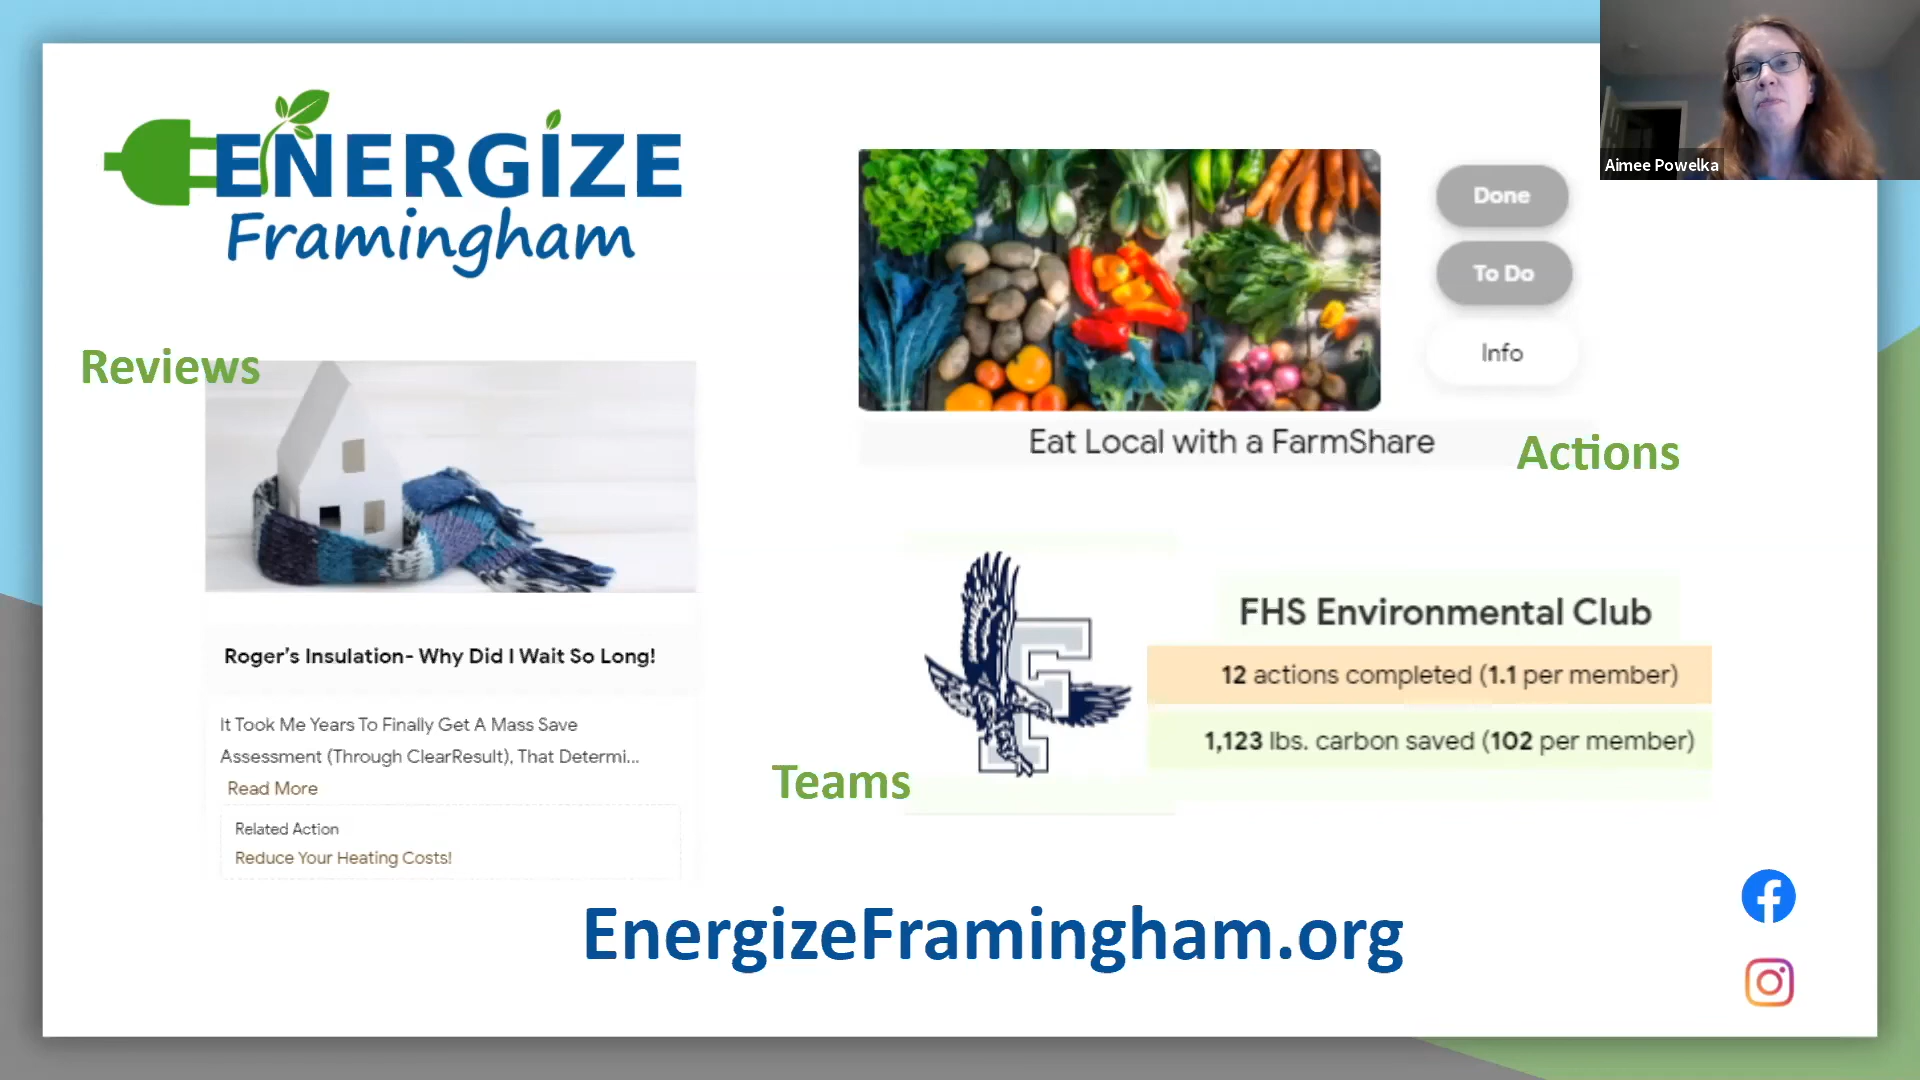 ENERGIZE
Framingham
Aimee Powelka
Done
To Do
Info
Eat Local with a FarmShare
Actions
Reviews
Roger's Insulation- Why Did I Wait So Long!
It Took Me Years To Finally Get A Mass Save
Assessment (Through ClearResult), That Determi...
Read More
Related Action
Reduce Your Heating Costs!
Teams
F
FHS Environmental Club
12 actions completed (1.1 per member)
1,123 lbs. carbon saved (102 per member)
EnergizeFramingham.org